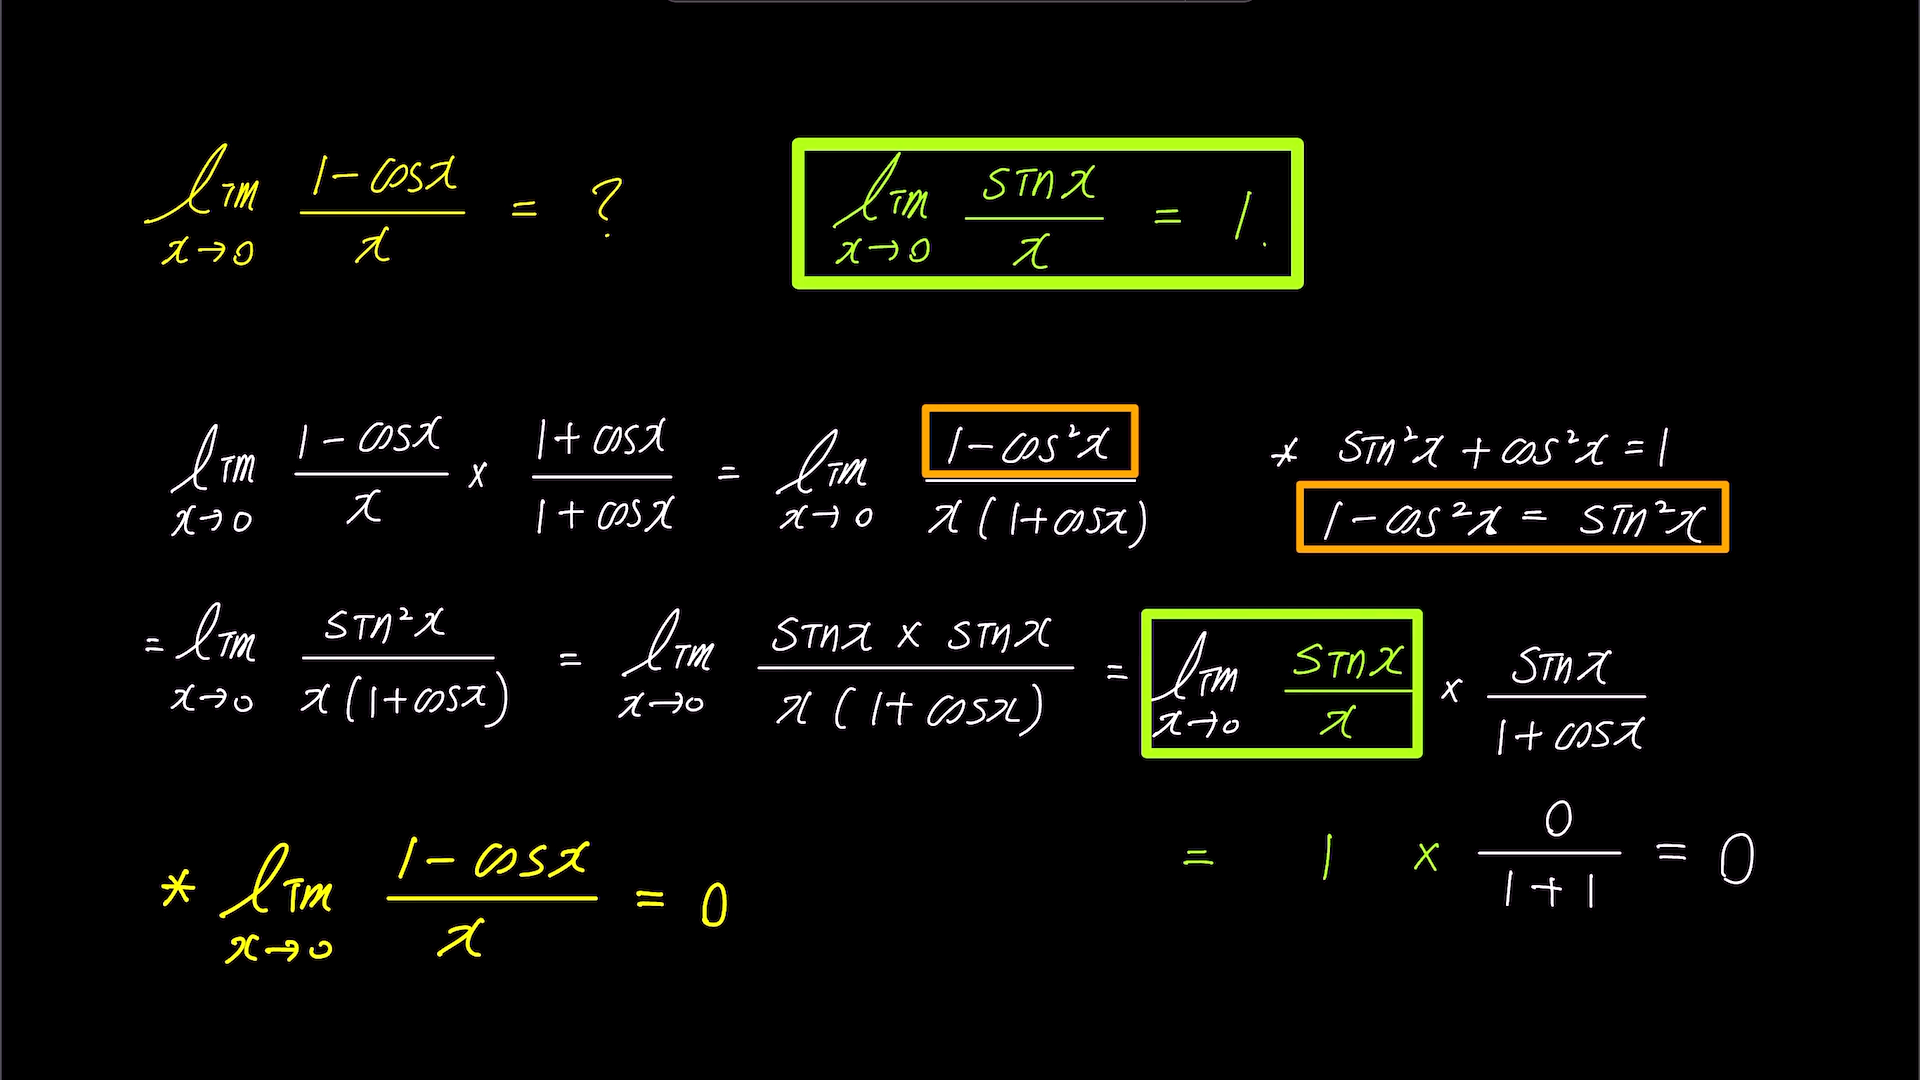 lim x→0 (1-cosx)/x = ?
lim x→0 sinx/x = 1.
lim x→0 (1-cosx)/x × (1+cosx)/(1+cosx) = lim x→0 (1-cos²x)/(x(1+cosx))
* sin²x + cos²x = 1
1-cos²x = sin²x
= lim x→0 sin²x/(x(1+cosx)) = lim x→0 (sinx × sinx)/(x(1+cosx)) = lim x→0 sinx/x × sinx/(1+cosx)
= 1 × 0/(1+1) = 0
* lim x→0 (1-cosx)/x = 0